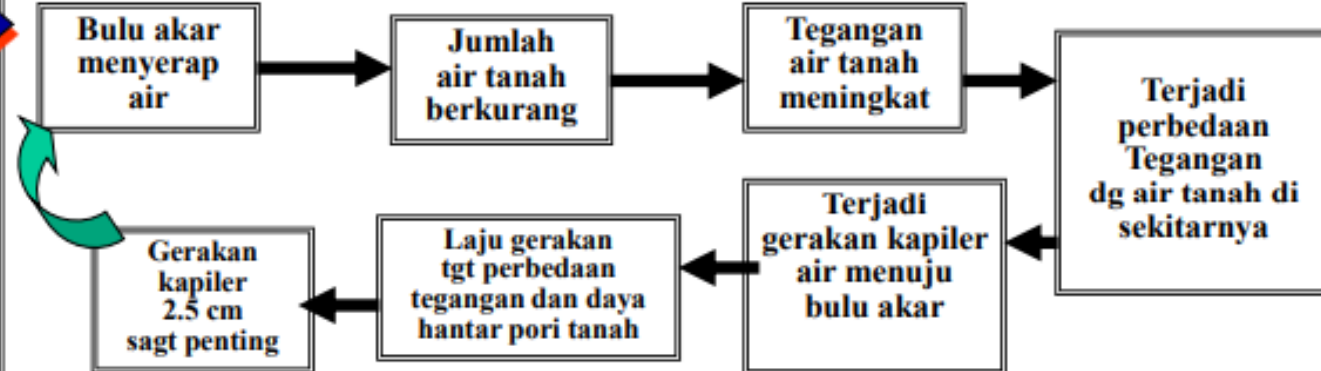 Bulu akar
menyerap
air
Jumlah
air tanah
berkurang
Tegangan
air tanah
meningkat
Terjadi
perbedaan
Tegangan
dg air tanah di
sekitarnya
Terjadi
gerakan kapiler
air menuju
bulu akar
Laju gerakan
tgt perbedaan
tegangan dan daya
hantar pori tanah
Gerakan
kapiler
2.5 cm
sagt penting